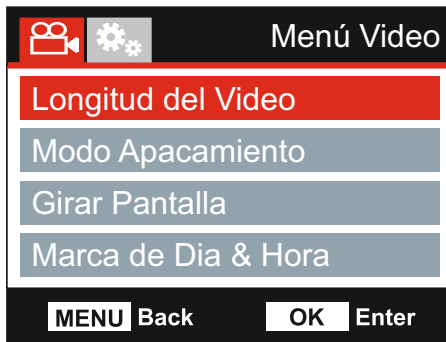 Menú Video
Longitud del Video
Modo Apacamiento
Girar Pantalla
Marca de Dia & Hora
MENU Back OK Enter